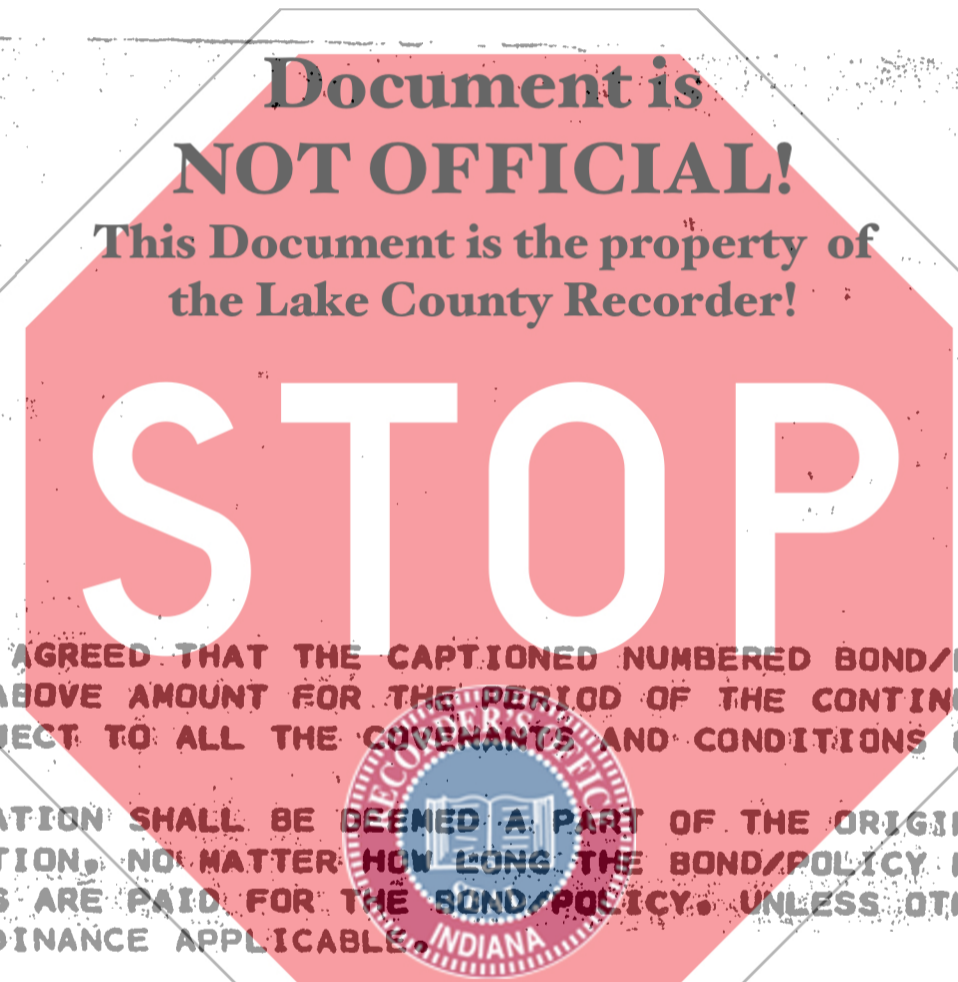 Document is
NOT OFFICIAL!
This Document is the property of
the Lake County Recorder!
STOP
AGREED THAT THE CAPTIONED NUMBERED BOND/
ABOVE AMOUNT FOR THE PERIOD OF THE CONTIN
JECT TO ALL THE COVENANTS AND CONDITIONS
ATION SHALL BE DEEMED A PART OF THE ORIGI
TION, NO MATTER HOW LONG THE BOND/POLICY
S ARE PAID FOR THE BOND/POLICY, UNLESS OT
DINANCE APPLICABLE.
RECORDER'S OFFICE
INDIANA